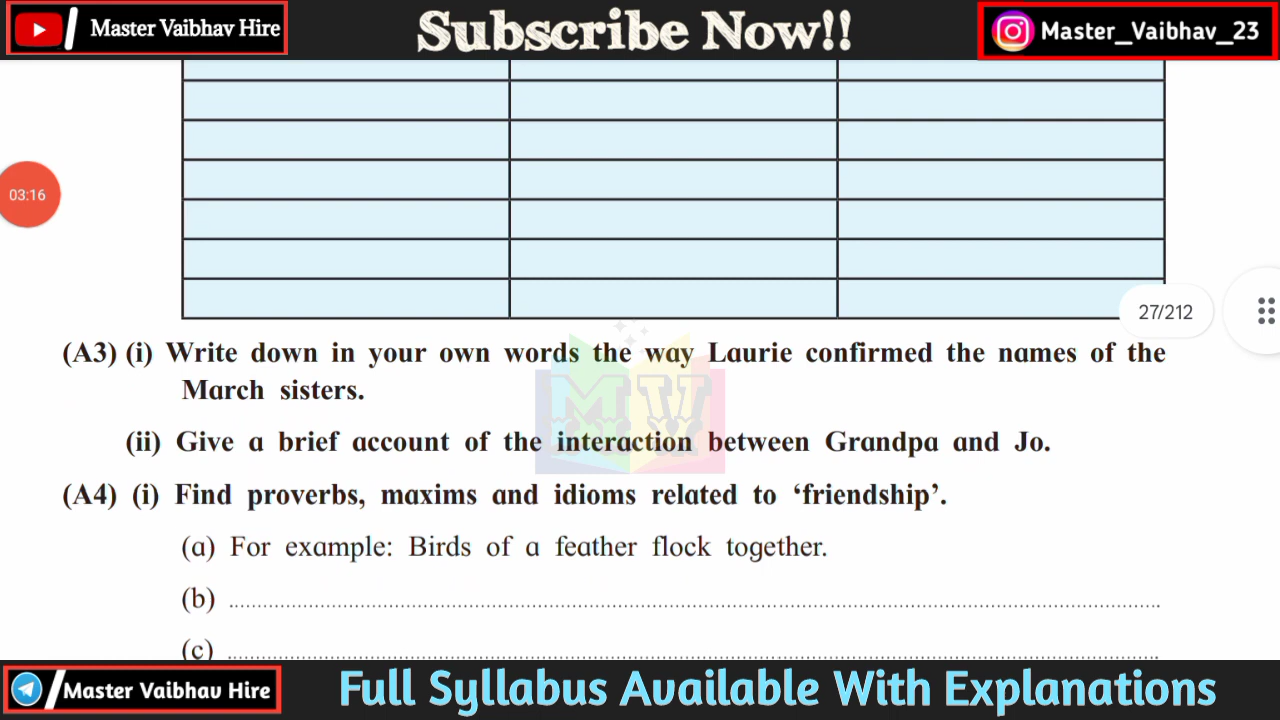 Master Vaibhav Hire
Subscribe Now!!
Master_Vaibhav_23
03:16
27/212
(A3) (i) Write down in your own words the way Laurie confirmed the names of the
March sisters.
MW
(ii) Give a brief account of the interaction between Grandpa and Jo.
(A4) (i) Find proverbs, maxims and idioms related to ‘friendship’.
(a) For example: Birds of a feather flock together.
(b) ................................................................
(c) ................................................................
Master Vaibhav Hire
Full Syllabus Available With Explanations